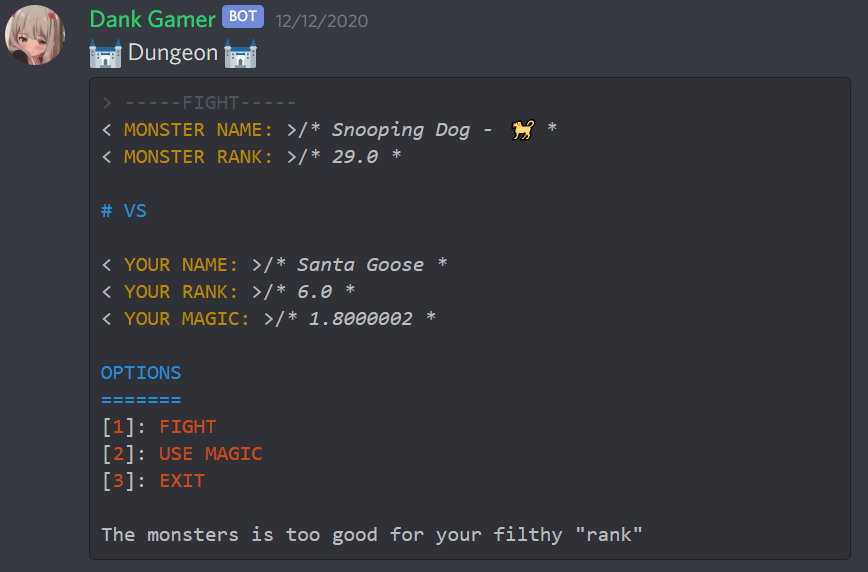 Dank Gamer BOT 12/12/2020
🏰 Dungeon 🏰
> -----FIGHT-----
< MONSTER NAME: >/* Snooping Dog - 🐕 *
< MONSTER RANK: >/* 29.0 *
# VS
< YOUR NAME: >/* Santa Goose *
< YOUR RANK: >/* 6.0 *
< YOUR MAGIC: >/* 1.8000002 *
OPTIONS
=======
[1]: FIGHT
[2]: USE MAGIC
[3]: EXIT
The monsters is too good for your filthy "rank"